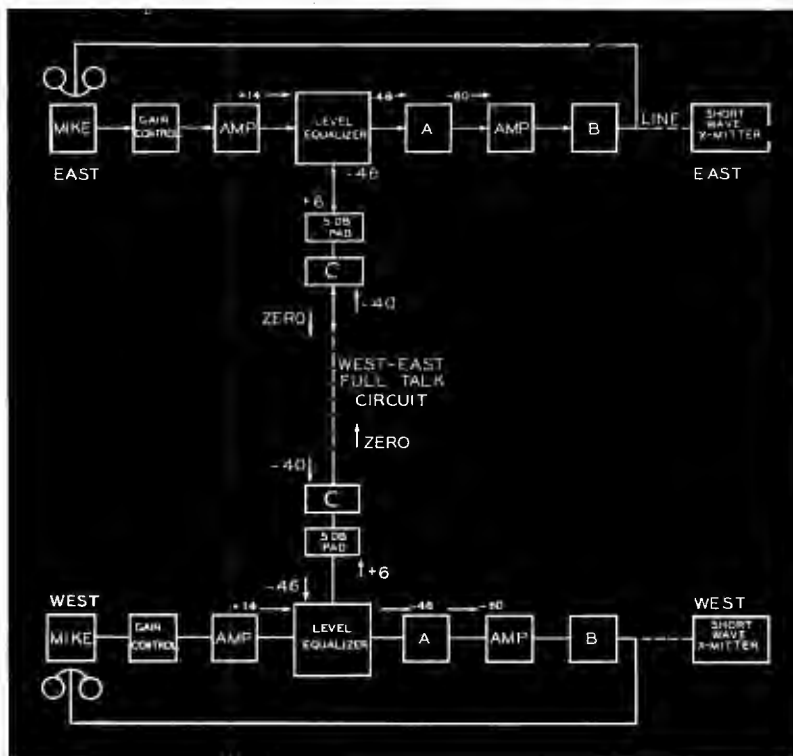 +14
-60
MIKE
GAIN
CONTROL
AMP
LEVEL
EQUALIZER
A
AMP
B
LINE
SHORT
WAVE
X-MITTER
EAST
EAST
-46
+6
5 DB
PAD
C
-40
ZERO
WEST-EAST
FULL TALK
CIRCUIT
ZERO
-40
C
5 DB
PAD
+6
-46
WEST
+14
-60
WEST
MIKE
GAIN
CONTROL
AMP
LEVEL
EQUALIZER
A
AMP
B
SHORT
WAVE
X-MITTER